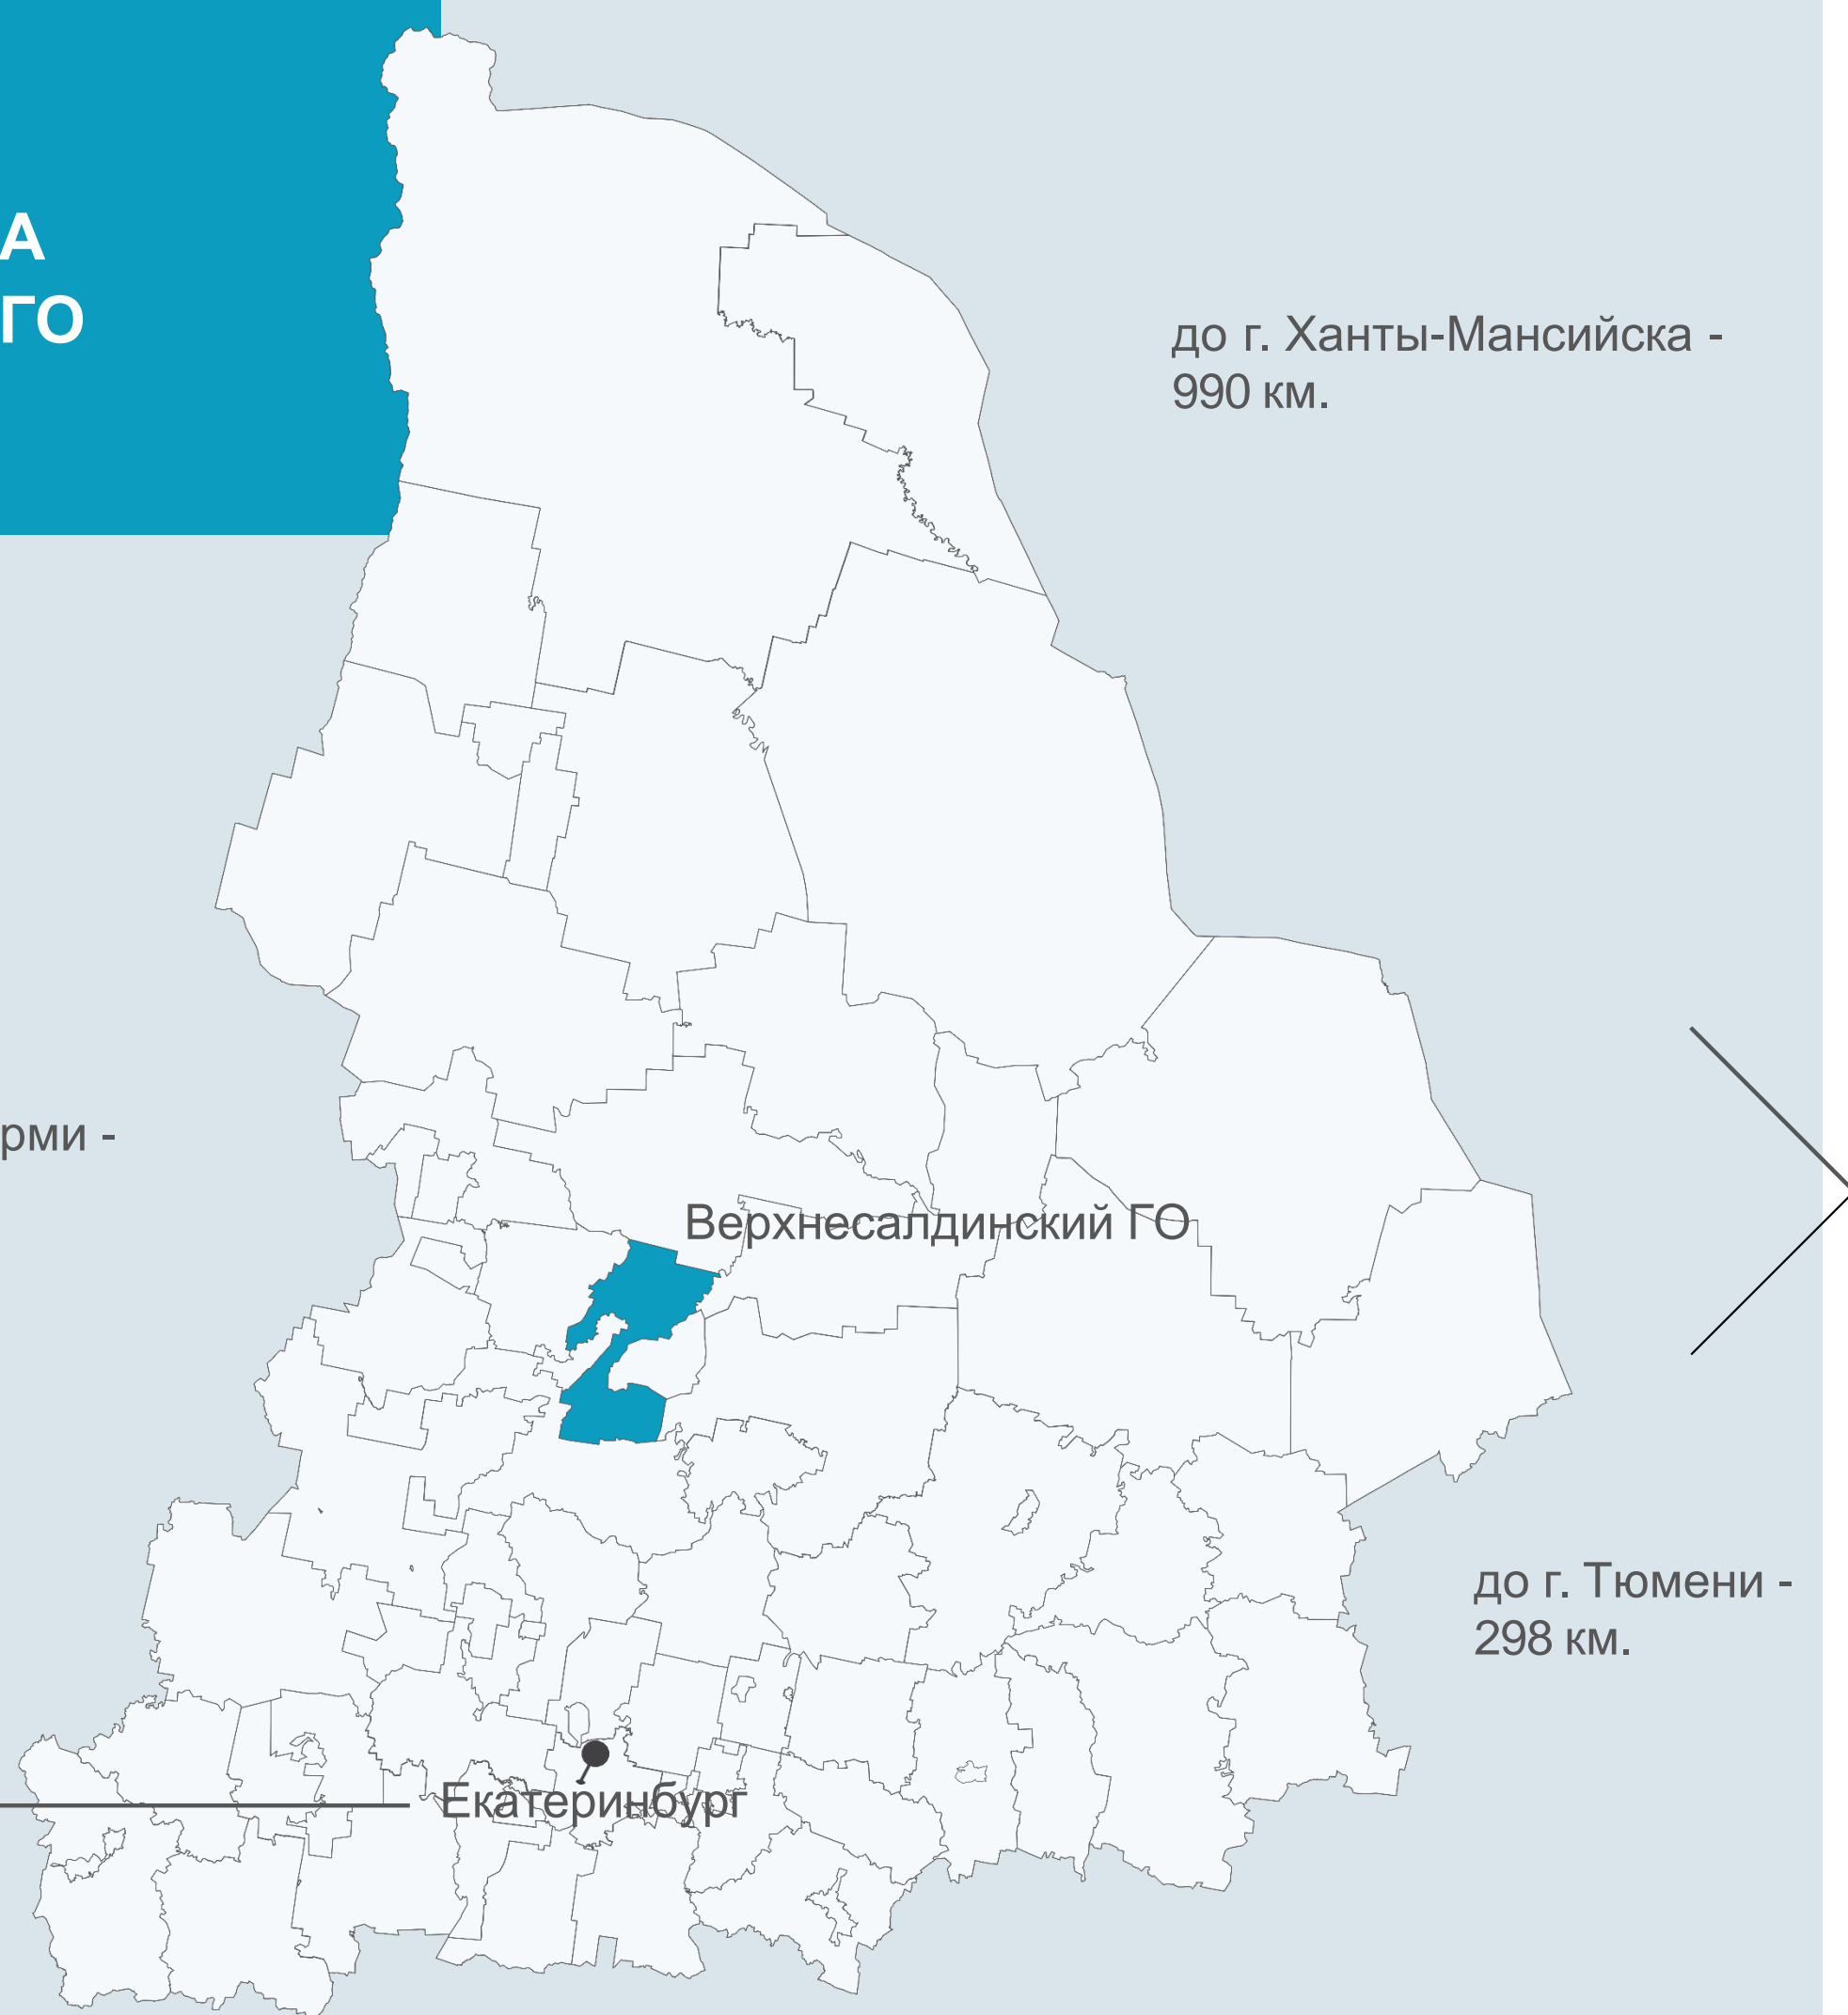 А
ГО
до г. Ханты-Мансийска -
990 км.
рми -
Верхнесалдинский ГО
до г. Тюмени -
298 км.
Екатеринбург